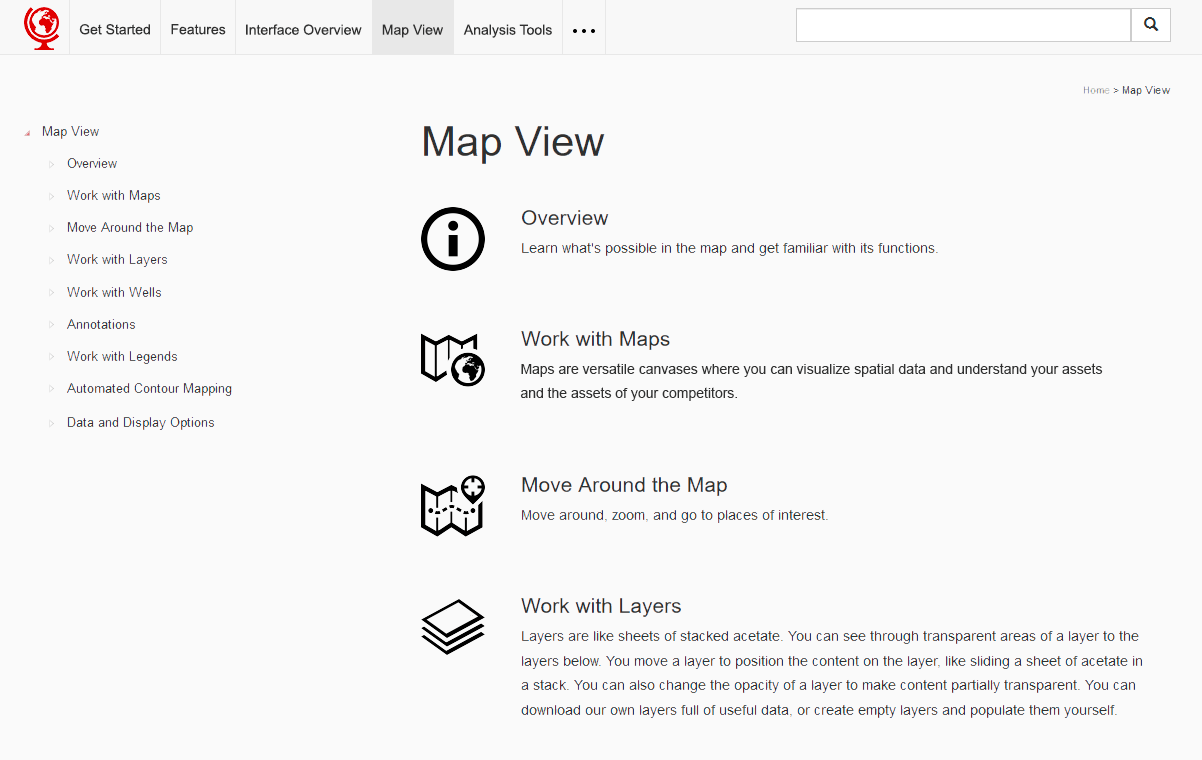 Get Started
Features
Interface Overview
Map View
Analysis Tools
Home > Map View
Map View
Overview
Work with Maps
Move Around the Map
Work with Layers
Work with Wells
Annotations
Work with Legends
Automated Contour Mapping
Data and Display Options
Map View
Overview
Learn what's possible in the map and get familiar with its functions.
Work with Maps
Maps are versatile canvases where you can visualize spatial data and understand your assets
and the assets of your competitors.
Move Around the Map
Move around, zoom, and go to places of interest.
Work with Layers
Layers are like sheets of stacked acetate. You can see through transparent areas of a layer to the
layers below. You move a layer to position the content on the layer, like sliding a sheet of acetate in
a stack. You can also change the opacity of a layer to make content partially transparent. You can
download our own layers full of useful data, or create empty layers and populate them yourself.